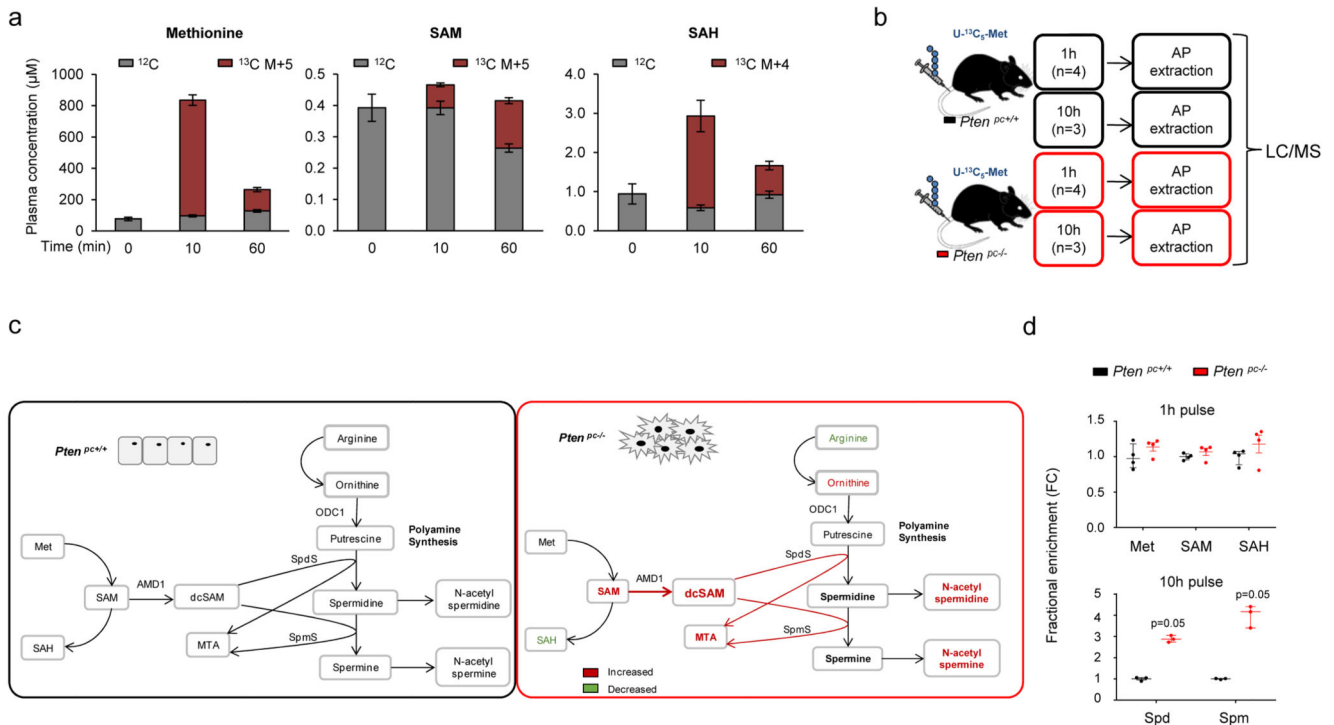 a
Methionine
SAM
SAH
¹²C
¹³C M+5
¹²C
¹³C M+5
¹²C
¹³C M+4
Plasma concentration (µM)
1000
800
600
400
200
0
0.5
0.4
0.3
0.2
0.1
0.0
4.0
3.0
2.0
1.0
0.0
Time (min)
0
10
60
0
10
60
0
10
60
b
U-¹³C₅-Met
Pten pc+/+
1h
(n=4)
AP
extraction
10h
(n=3)
AP
extraction
U-¹³C₅-Met
Pten pc-/-
1h
(n=4)
AP
extraction
10h
(n=3)
AP
extraction
LC/MS
c
Pten pc+/+
Arginine
Ornithine
ODC1
Putrescine
Polyamine
Synthesis
Met
SpdS
AMD1
SAM
dcSAM
Spermidine
N-acetyl
spermidine
SAH
MTA
SpmS
Spermine
N-acetyl
spermine
Pten pc-/-
Arginine
Ornithine
ODC1
Putrescine
Polyamine
Synthesis
Met
SpdS
AMD1
SAM
dcSAM
Spermidine
N-acetyl
spermidine
SAH
MTA
SpmS
Spermine
N-acetyl
spermine
Increased
Decreased
d
Pten pc+/+
Pten pc-/-
1h pulse
Fractional enrichment (FC)
1.5
1.0
1.0
0.0
Met
SAM
SAH
10h pulse
5
4
3
2
1
0
p=0.05
p=0.05
Spd
Spm